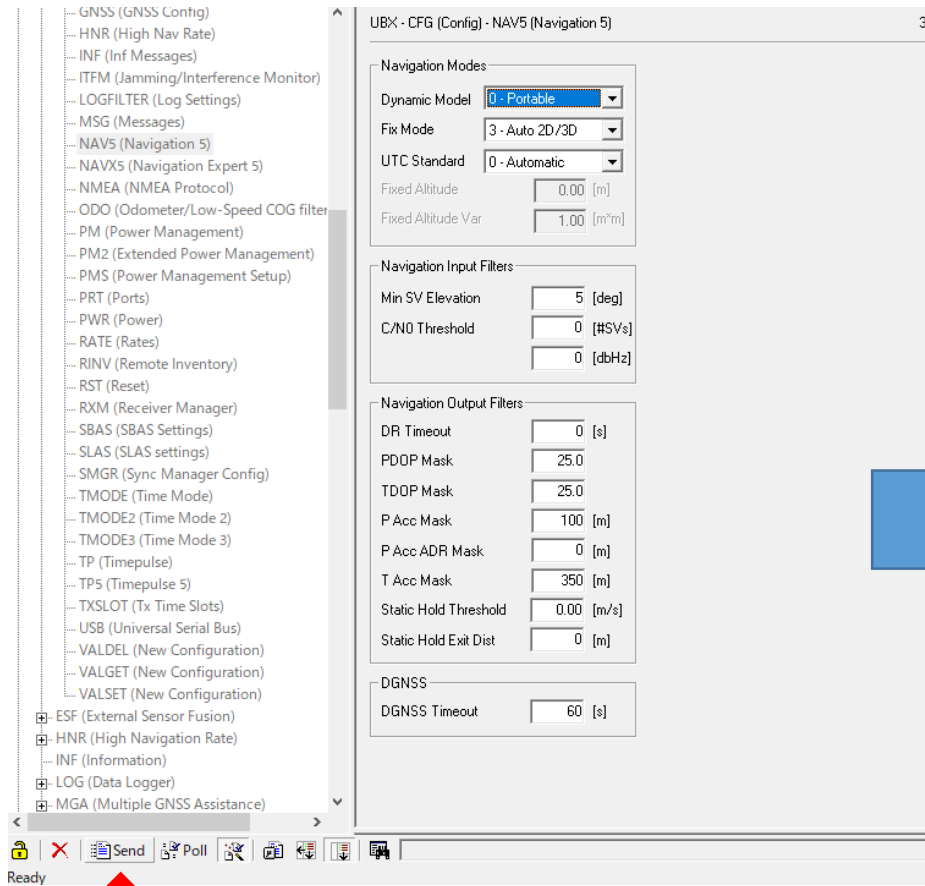 GNSS (GNSS Config)
HNR (High Nav Rate)
INF (Inf Messages)
ITFM (Jamming/Interference Monitor)
LOGFILTER (Log Settings)
MSG (Messages)
NAV5 (Navigation 5)
NAVX5 (Navigation Expert 5)
NMEA (NMEA Protocol)
ODO (Odometer/Low-Speed COG filter
PM (Power Management)
PM2 (Extended Power Management)
PMS (Power Management Setup)
PRT (Ports)
PWR (Power)
RATE (Rates)
RINV (Remote Inventory)
RST (Reset)
RXM (Receiver Manager)
SBAS (SBAS Settings)
SLAS (SLAS settings)
SMGR (Sync Manager Config)
TMODE (Time Mode)
TMODE2 (Time Mode 2)
TMODE3 (Time Mode 3)
TP (Timepulse)
TP5 (Timepulse 5)
TXSLOT (Tx Time Slots)
USB (Universal Serial Bus)
VALDEL (New Configuration)
VALGET (New Configuration)
VALSET (New Configuration)
ESF (External Sensor Fusion)
HNR (High Navigation Rate)
INF (Information)
LOG (Data Logger)
MGA (Multiple GNSS Assistance)
UBX - CFG (Config) - NAV5 (Navigation 5) 3
Navigation Modes
Dynamic Model 0 - Portable
Fix Mode 3 - Auto 2D/3D
UTC Standard 0 - Automatic
Fixed Altitude 0.00 [m]
Fixed Altitude Var 1.00 [m*m]
Navigation Input Filters
Min SV Elevation 5 [deg]
C/N0 Threshold 0 [#SVs]
0 [dbHz]
Navigation Output Filters
DR Timeout 0 [s]
PDOP Mask 25.0
TDOP Mask 25.0
P Acc Mask 100 [m]
P Acc ADR Mask 0 [m]
T Acc Mask 350 [m]
Static Hold Threshold 0.00 [m/s]
Static Hold Exit Dist 0 [m]
DGNSS
DGNSS Timeout 60 [s]
Send Poll
Ready